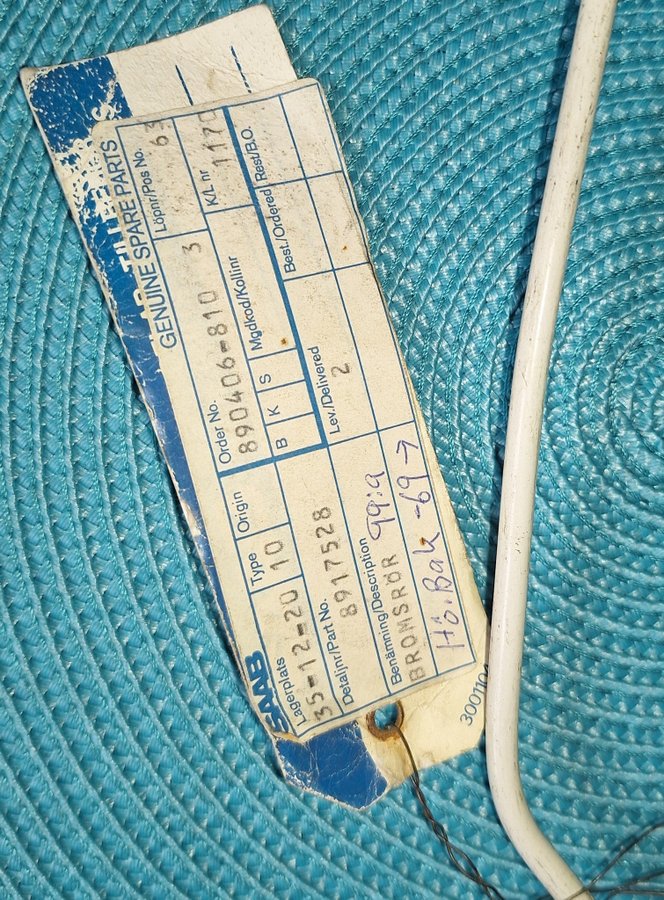 GENUINE SPARE PARTS
SAAB
Lagerplats
35-12-20
Type
10
Origin
Order No.
890406-810 3
Löpnr/Pos No.
63
B K S
Mgdkod/Kollinr
K/L nr
1170
Detaljnr/Part No.
8917528
Lev./Delivered
2
Best./Ordered
Rest/B.O.
Benämning/Description
BROMSRÖR 99:9
Hö. Bak -69→